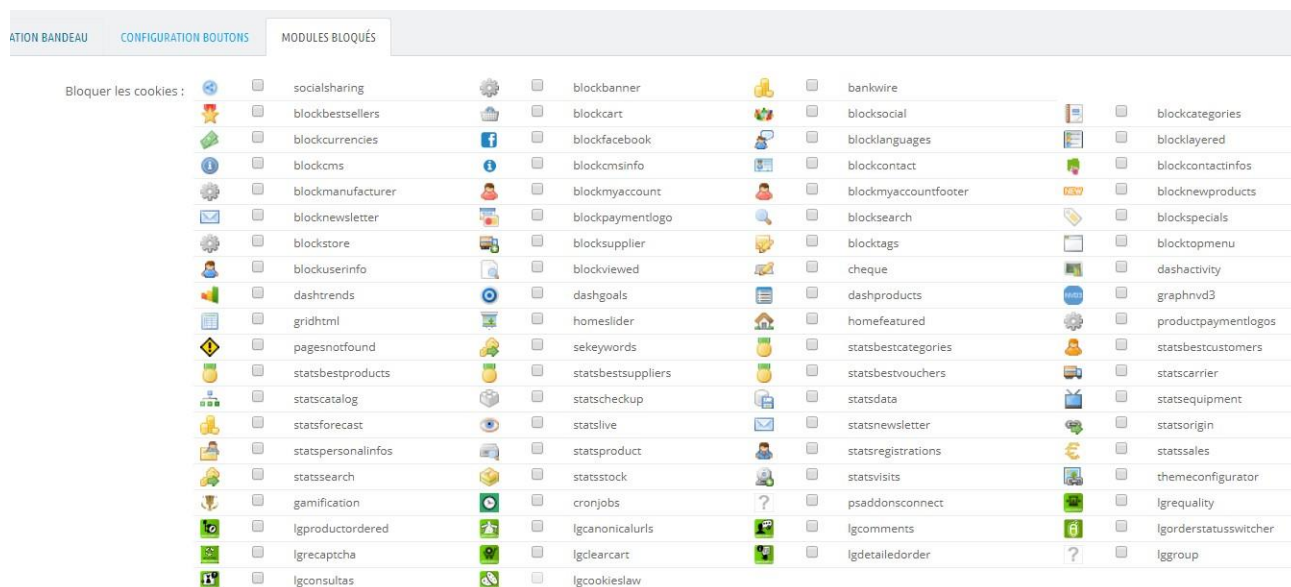 ATION BANDEAU CONFIGURATION BOUTONS MODULES BLOQUÉS
Bloquer les cookies : socialsharing blockbanner bankwire
blockbestsellers blockcart blocksocial blockcategories
blockcurrencies blockfacebook blocklanguages blocklayered
blockcms blockcmsinfo blockcontact blockcontactinfos
blockmanufacturer blockmyaccount blockmyaccountfooter blocknewproducts
blocknewsletter blockpaymentlogo blocksearch blockspecials
blockstore blocksupplier blocktags blocktopmenu
blockuserinfo blockviewed cheque dashactivity
dashtrends dashgoals dashproducts graphnvd3
gridhtml homeslider homefeatured productpaymentlogos
pagesnotfound sekeywords statsbestcategories statsbestcustomers
statsbestproducts statsbestsuppliers statsbestvouchers statscarrier
statscatalog statscheckup statsdata statsequipment
statsforecast statslive statsnewsletter statsorigin
statspersonalinfos statsproduct statsregistrations statssales
statssearch statsstock statsvisits themeconfigurator
gamification cronjobs psaddonsconnect lgrequality
lgproductordered lgcanonicalurls lgcomments lgorderstatusswitcher
lgrecaptcha lgclearcart lgdetailedorder lggroup
lgconsultas lgcookieslaw